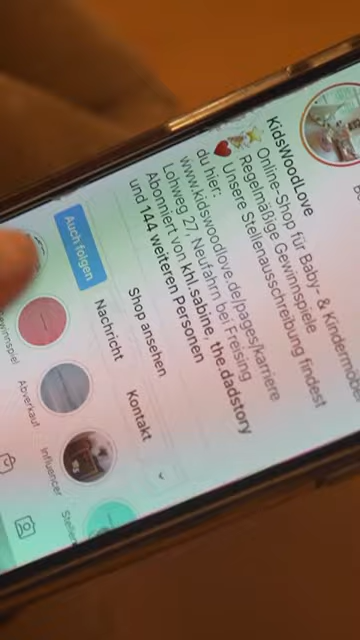 KidsWoodLove
Online-Shop für Baby- & Kindermöbel
Regelmäßige Gewinnspiele
Unsere Stellenausschreibung findest
du hier:
www.kidswoodlove.de/pages/karriere
Lohweg 27, Neufahrn bei Freising
Abonniert von khl.sabine, the.dadstory
und 144 weiteren Personen
Auch folgen
Nachricht
Shop ansehen
Kontakt
Gewinnspiel
Abverkauf
Influencer